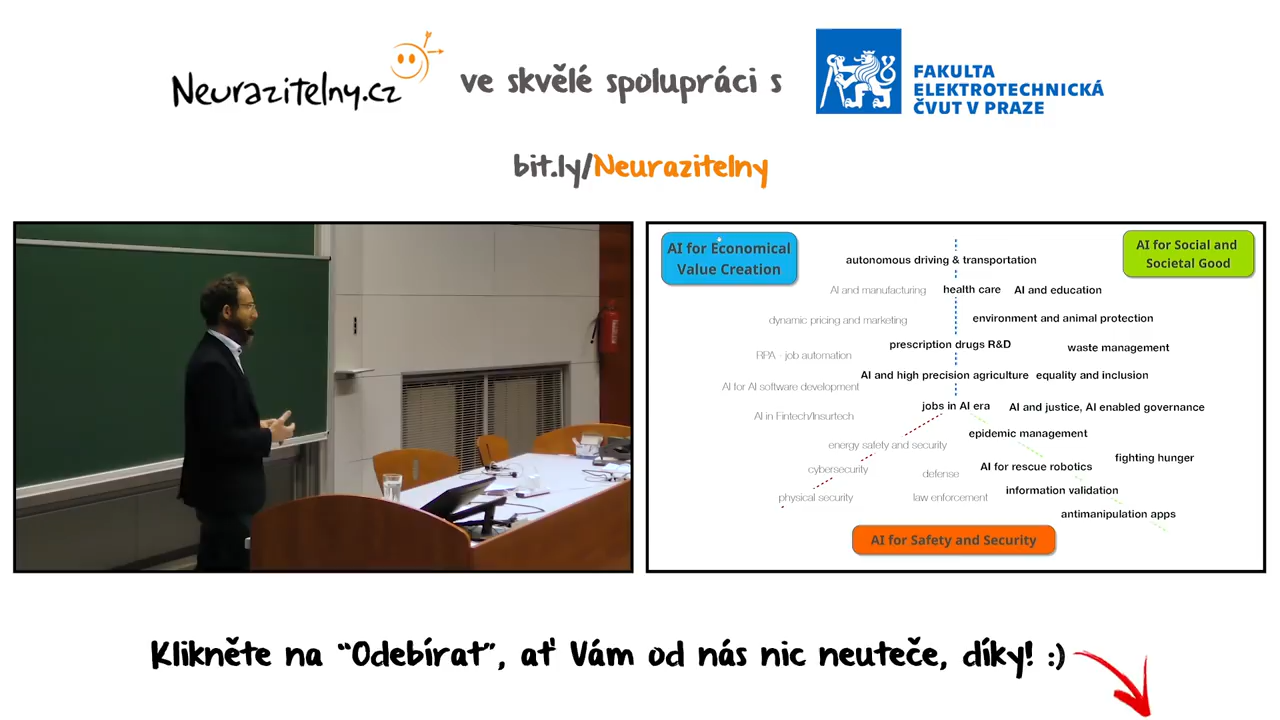 Neurazitelny.cz ve skvělé spolupráci s
FAKULTA
ELEKTROTECHNICKÁ
ČVUT V PRAZE
bit.ly/Neurazitelny
AI for Economical
Value Creation
AI for Social and
Societal Good
autonomous driving & transportation
AI and manufacturing health care AI and education
dynamic pricing and marketing environment and animal protection
prescription drugs R&D waste management
RPA - job automation
AI and high precision agriculture equality and inclusion
AI for AI software development
jobs in AI era AI and justice, AI enabled governance
AI in Fintech/Insurtech
epidemic management
energy safety and security
fighting hunger
cybersecurity defense AI for rescue robotics
physical security law enforcement information validation
antimanipulation apps
AI for Safety and Security
Klikněte na “Odebírat”, ať Vám od nás nic neuteče, díky! :)